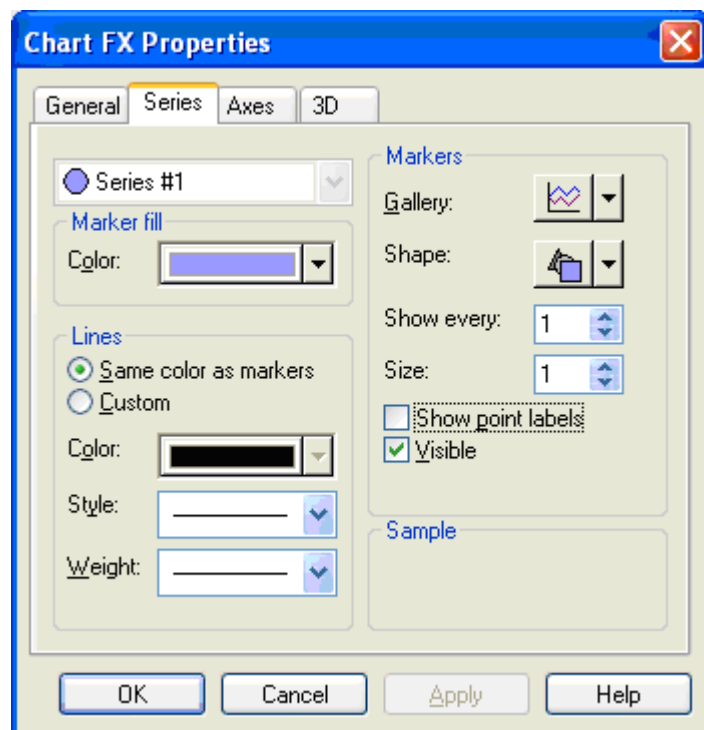 Chart FX Properties
General Series Axes 3D
Series #1
Marker fill
Color:
Lines
Same color as markers
Custom
Color:
Style:
Weight:
Markers
Gallery:
Shape:
Show every: 1
Size: 1
Show point labels
Visible
Sample
OK Cancel Apply Help